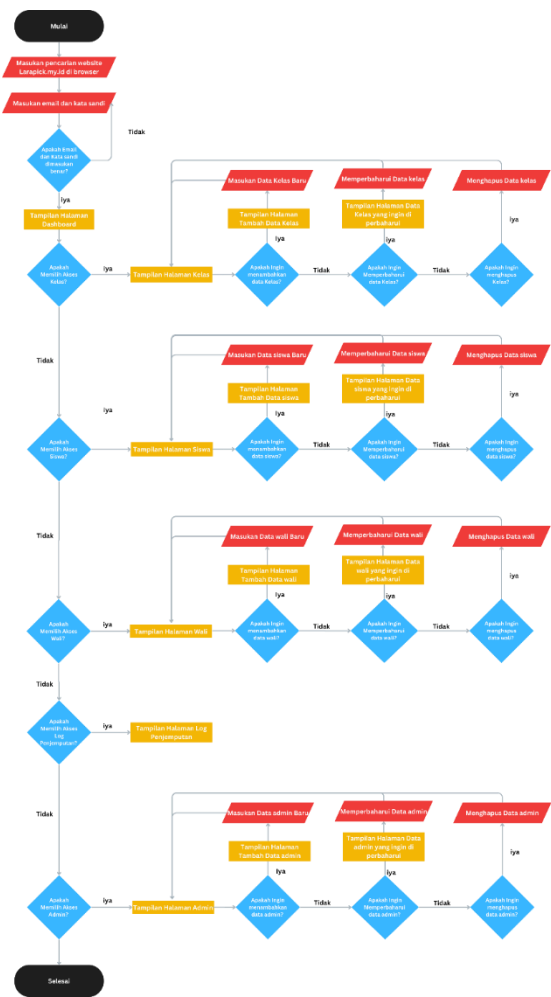 Mulai
Masukan pencarian website
Larapick.my.id di browser
Masukan email dan kata sandi
Tidak
Apakah Email
dan Kata sandi
dimasukan
benar?
Iya
Tampilan Halaman
Dashboard
Apakah
Memilih Akses
Kelas?
Iya
Tampilan Halaman Kelas
Masukan Data Kelas Baru
Tampilan Halaman
Tambah Data Kelas
Iya
Apakah Ingin
menambahkan
data Kelas?
Tidak
Memperbaharui Data kelas
Tampilan Halaman Data
Kelas yang ingin di
perbaharui
Iya
Apakah Ingin
Memperbaharui
data Kelas?
Tidak
Menghapus Data kelas
Iya
Apakah Ingin
menghapus
Kelas?
Tidak
Apakah
Memilih Akses
Siswa?
iya
Tampilan Halaman Siswa
Masukan Data siswa Baru
Tampilan Halaman
Tambah Data siswa
Iya
Apakah Ingin
menambahkan
data siswa?
Tidak
Memperbaharui Data siswa
Tampilan Halaman Data
siswa yang ingin di
perbaharui
iya
Apakah Ingin
Memperbaharui
data siswa?
Tidak
Menghapus Data siswa
iya
Apakah Ingin
menghapus
data siswa?
Tidak
Apakah
Memilih Akses
Wali?
iya
Tampilan Halaman Wali
Masukan Data wali Baru
Tampilan Halaman
Tambah Data wali
Iya
Apakah Ingin
menambahkan
data wali?
Tidak
Memperbaharui Data wali
Tampilan Halaman Data
wali yang ingin di
perbaharui
iya
Apakah Ingin
Memperbaharui
data wali?
Tidak
Menghapus Data wali
iya
Apakah Ingin
menghapus
data wali?
Tidak
Apakah
Memilih Akses
Log
Penjemputan?
iya
Tampilan Halaman Log
Penjemputan
Tidak
Apakah
Memilih Akses
Admin?
iya
Tampilan Halaman Admin
Masukan Data admin Baru
Tampilan Halaman
Tambah Data admin
Iya
Apakah Ingin
menambahkan
data admin?
Tidak
Memperbaharui Data admin
Tampilan Halaman Data
admin yang ingin di
perbaharui
iya
Apakah Ingin
Memperbaharui
data admin?
Tidak
Menghapus Data admin
iya
Apakah Ingin
menghapus
data admin?
Selesai